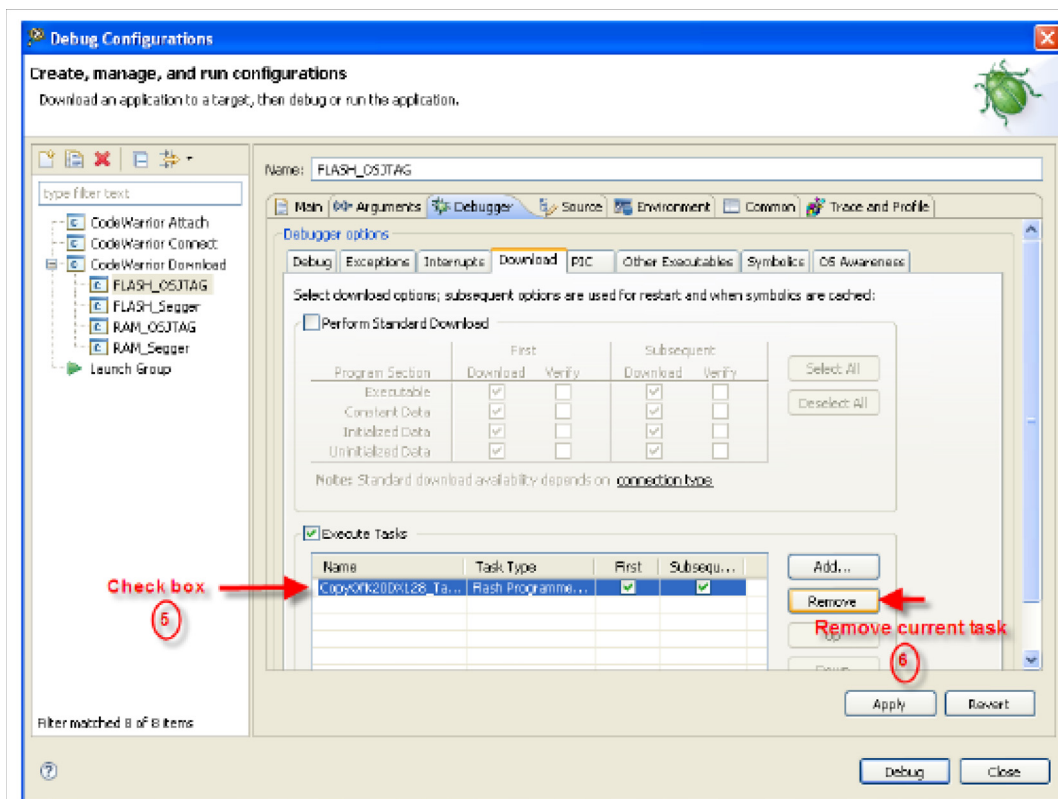 Debug Configurations
Create, manage, and run configurations
Download an application to a target, then debug or run the application.
type filter text
CodeWarrior Attach
CodeWarrior Connect
CodeWarrior Download
FLASH_OSJTAG
FLASH_Segger
RAM_OSJTAG
RAM_Segger
Launch Group
Filter matched 8 of 8 items
Name: FLASH_OSJTAG
Main Arguments Debugger Source Environment Common Trace and Profile
Debugger options
Debug Exceptions Interrupts Download PIC Other Executables Symbolics OS Awareness
Select download options; subsequent options are used for restart and when symbolics are cached:
Perform Standard Download
First Subsequent
Program Section Download Verify Download Verify
Executable
Constant Data
Initialized Data
Uninitialized Data
Select All
Deselect All
Note: Standard download availability depends on connection type
Execute Tasks
Name Task Type First Subsequ...
CopyOfK20DX128_Ta... Flash Programme...
Add...
Remove
Up
Down
Check box
5
Remove current task
6
Apply Revert
Debug Close